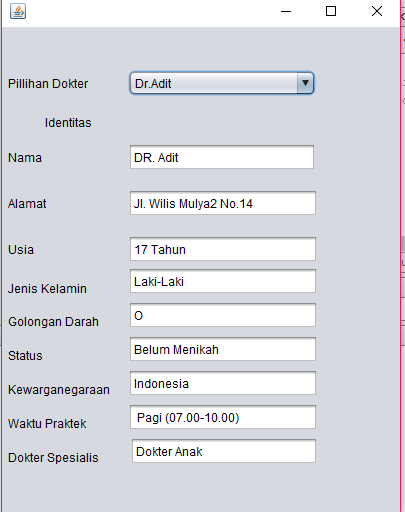 Pillihan Dokter Dr.Adit
Identitas
Nama DR. Adit
Alamat Jl. Wilis Mulya2 No.14
Usia 17 Tahun
Jenis Kelamin Laki-Laki
Golongan Darah O
Status Belum Menikah
Kewarganegaraan Indonesia
Waktu Praktek Pagi (07.00-10.00)
Dokter Spesialis Dokter Anak